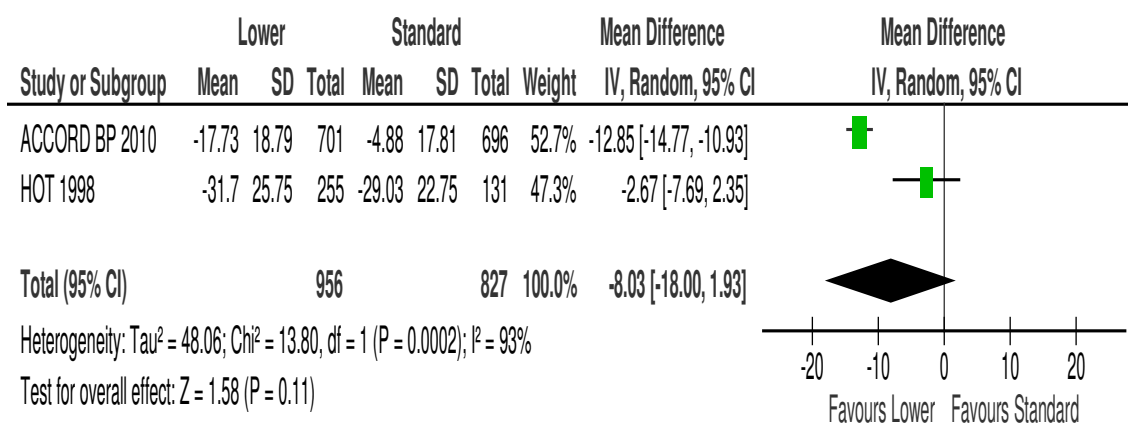 Lower Standard Mean Difference Mean Difference
Study or Subgroup Mean SD Total Mean SD Total Weight IV, Random, 95% CI IV, Random, 95% CI
ACCORD BP 2010 -17.73 18.79 701 -4.88 17.81 696 52.7% -12.85 [-14.77, -10.93]
HOT 1998 -31.7 25.75 255 -29.03 22.75 131 47.3% -2.67 [-7.69, 2.35]
Total (95% CI) 956 827 100.0% -8.03 [-18.00, 1.93]
Heterogeneity: Tau² = 48.06; Chi² = 13.80, df = 1 (P = 0.0002); I² = 93%
Test for overall effect: Z = 1.58 (P = 0.11)
-20 -10 0 10 20
Favours Lower Favours Standard